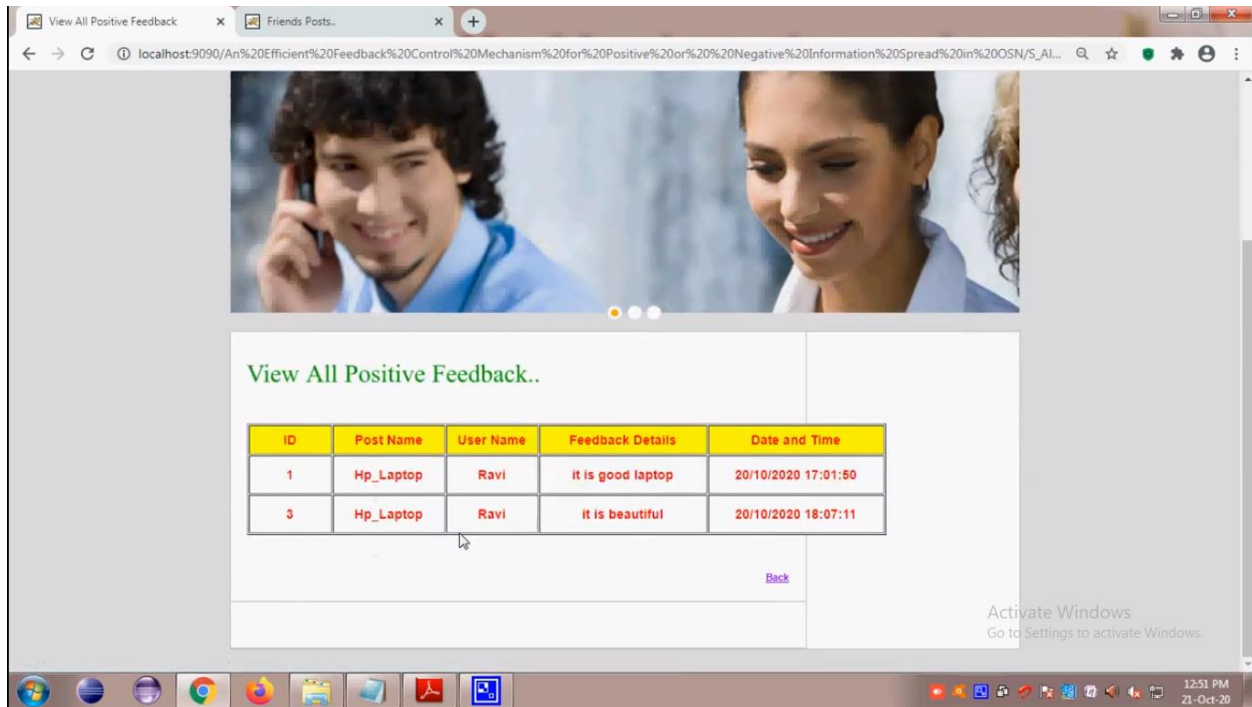 View All Positive Feedback
Friends Posts..
localhost:9090/An%20Efficient%20Feedback%20Control%20Mechanism%20for%20Positive%20or%20%20Negative%20Information%20Spread%20in%20OSN/S_Al...
View All Positive Feedback..
ID Post Name User Name Feedback Details Date and Time
1 Hp_Laptop Ravi it is good laptop 20/10/2020 17:01:50
3 Hp_Laptop Ravi it is beautiful 20/10/2020 18:07:11
Back
Activate Windows
Go to Settings to activate Windows.
12:51 PM
21-Oct-20